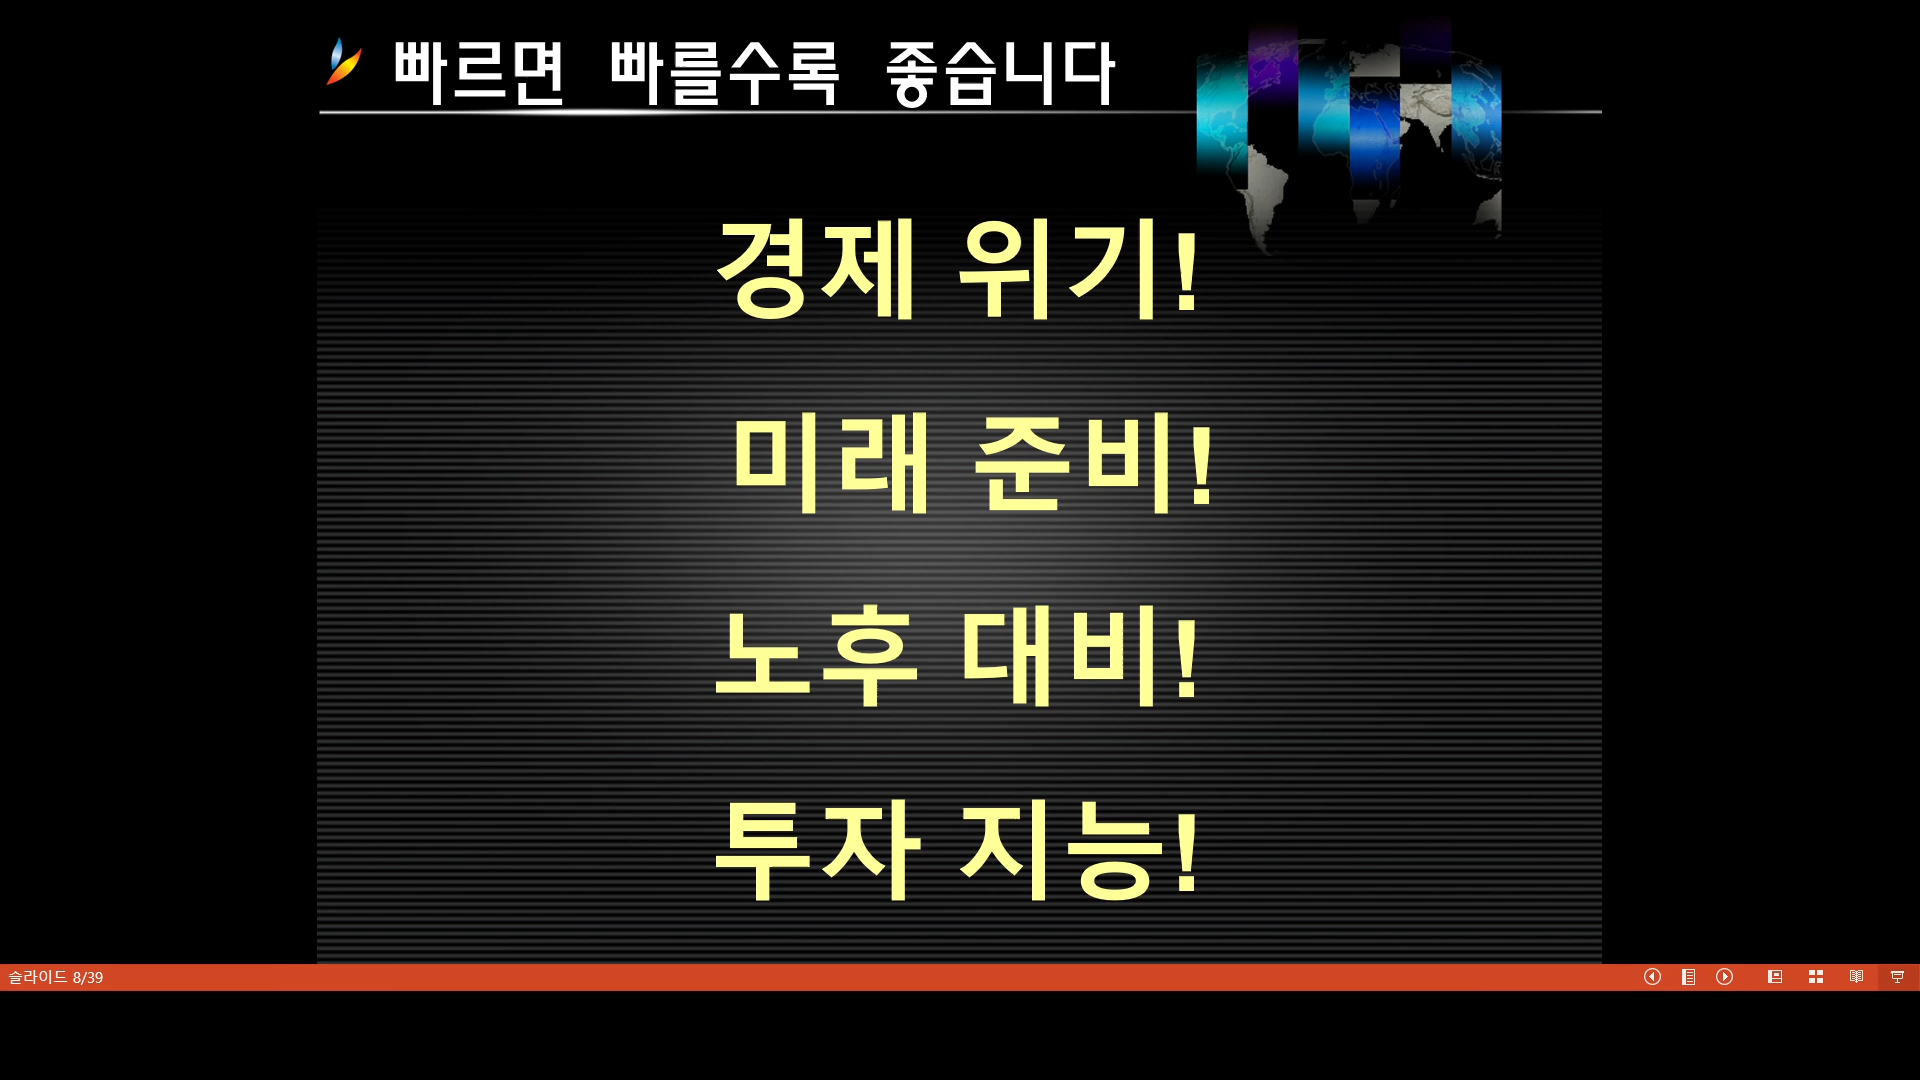 빠르면 빠를수록 좋습니다
경제 위기!
미래 준비!
노후 대비!
투자 지능!
슬라이드 8/39